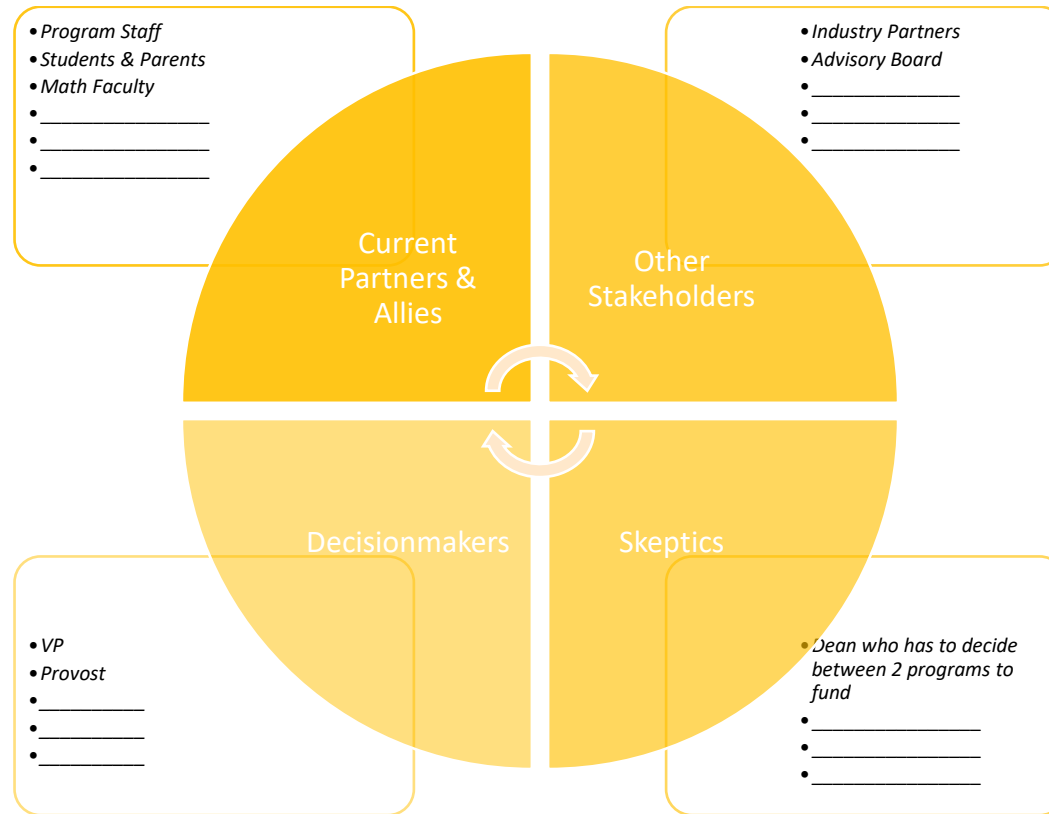 • Program Staff
• Students & Parents
• Math Faculty
• ________________
• ________________
• ________________
• Industry Partners
• Advisory Board
• ______________
• ______________
• ______________
Current
Partners &
Allies
Other
Stakeholders
Decisionmakers
Skeptics
• VP
• Provost
• __________
• __________
• __________
• Dean who has to decide
between 2 programs to
fund
• ________________
• ________________
• ________________